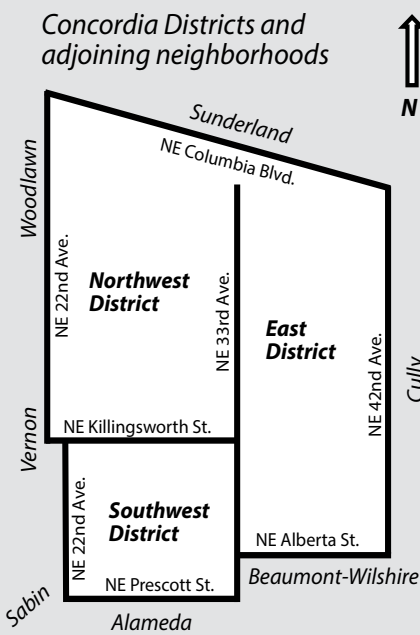 Concordia Districts and
adjoining neighborhoods
N
Sunderland
NE Columbia Blvd.
Woodlawn
NE 22nd Ave.
Northwest
District
NE 33rd Ave.
East
District
NE 42nd Ave.
Cully
Vernon
NE Killingsworth St.
NE 22nd Ave.
Southwest
District
NE Alberta St.
NE Prescott St.
Beaumont-Wilshire
Sabin
Alameda